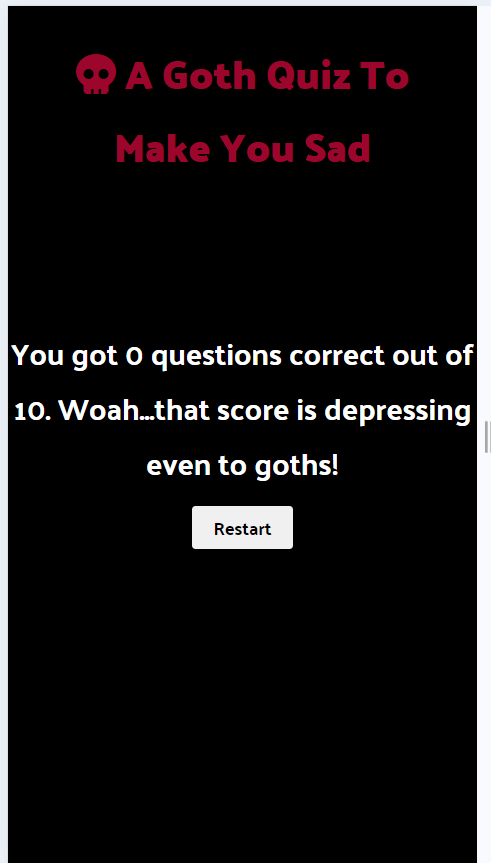 A Goth Quiz To
Make You Sad
You got 0 questions correct out of
10. Woah...that score is depressing
even to goths!
Restart